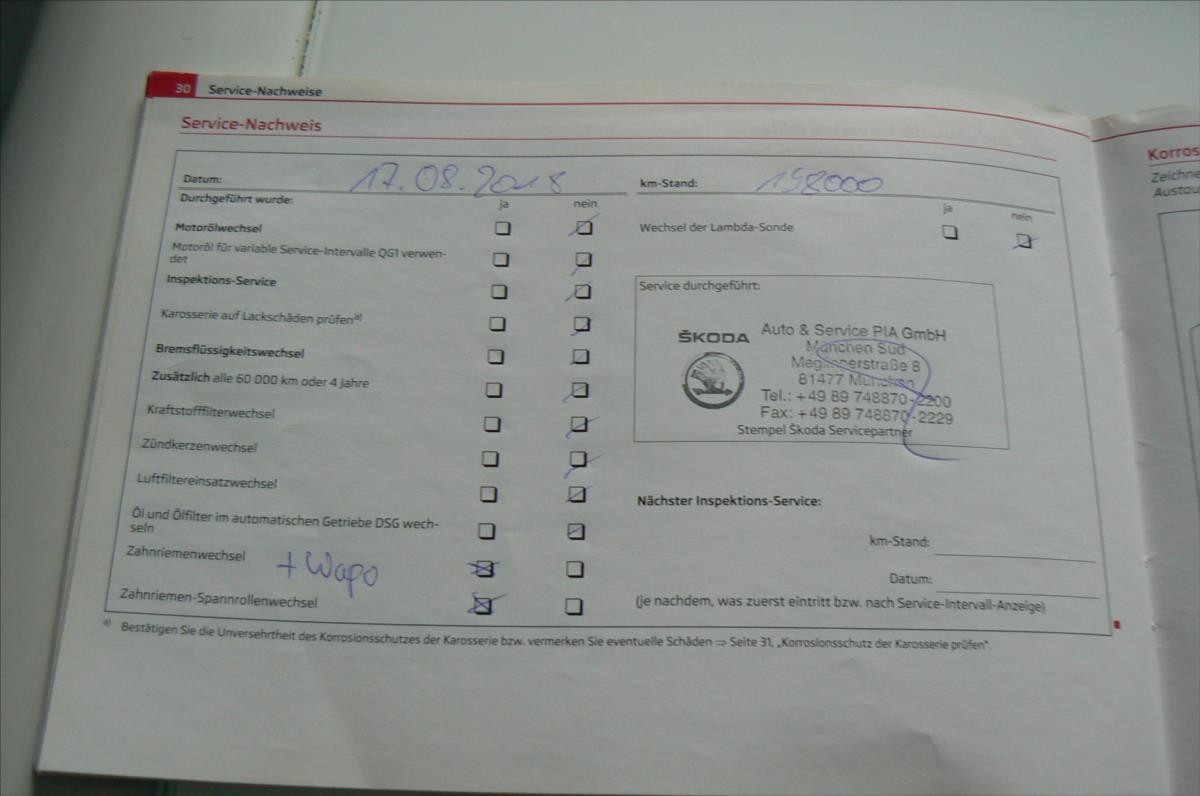 30 Service-Nachweise
Service-Nachweis
Datum: 17.08.2018 km-Stand: 198000
Durchgeführt wurde: ja nein ja nein
Motorölwechsel
Wechsel der Lambda-Sonde
Motoröl für variable Service-Intervalle QG1 verwen-
det
Inspektions-Service
Karosserie auf Lackschäden prüfen a)
Bremsflüssigkeitswechsel
Zusätzlich alle 60 000 km oder 4 Jahre
Kraftstofffilterwechsel
Zündkerzenwechsel
Luftfiltereinsatzwechsel
Öl und Ölfilter im automatischen Getriebe DSG wech-
seln
Zahnriemenwechsel + Wapo
Zahnriemen-Spannrollenwechsel
Service durchgeführt:
ŠKODA
Auto & Service PIA GmbH
München Süd
Meglingerstraße 8
81477 München
Tel.: +49 89 748870-2200
Fax: +49 89 748870-2229
Stempel Škoda Servicepartner
Nächster Inspektions-Service:
km-Stand:
Datum:
(je nachdem, was zuerst eintritt bzw. nach Service-Intervall-Anzeige)
a) Bestätigen Sie die Unversehrtheit des Korrosionsschutzes der Karosserie bzw. vermerken Sie eventuelle Schäden ⇒ Seite 31, „Korrosionsschutz der Karosserie prüfen“.
Korros
Zeichne
Austou